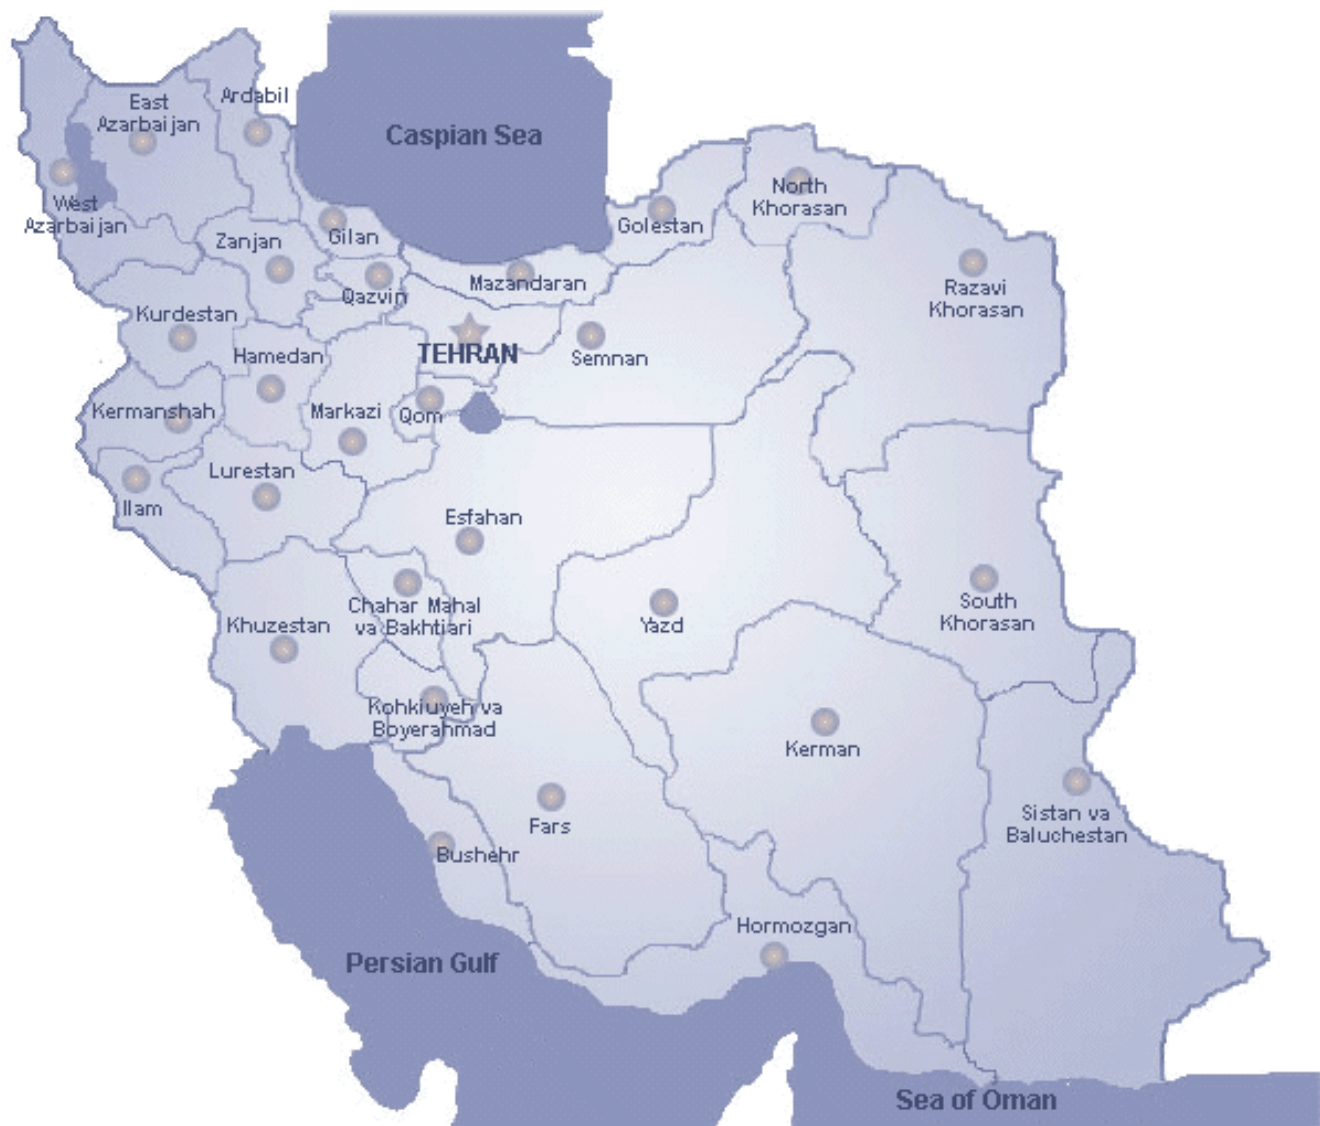 Ardabil
East
Azarbaijan
Caspian Sea
West
Azarbaijan
North
Khorasan
Golestan
Gilan
Zanjan
Mazandaran
Qazvin
Razavi
Khorasan
Kurdestan
Hamedan
TEHRAN
Semnan
Kermanshah
Markazi
Qom
Lurestan
Ilam
Esfahan
Chahar Mahal
va Bakhtiari
Khuzestan
Yazd
South
Khorasan
Kohkiuyeh va
Boyerahmad
Kerman
Fars
Sistan va
Baluchestan
Bushehr
Hormozgan
Persian Gulf
Sea of Oman